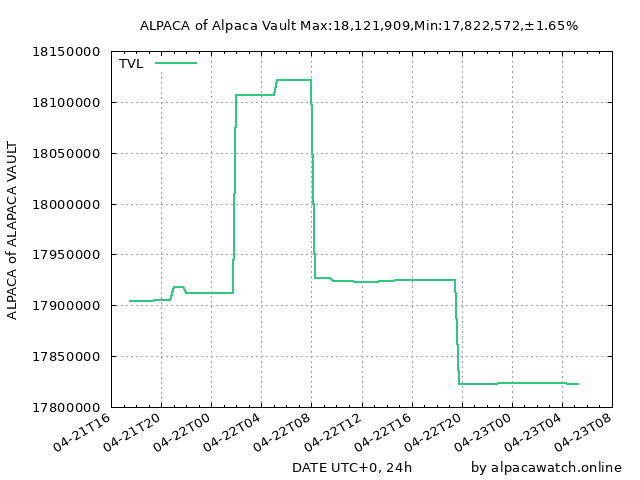 ALPACA of Alpaca Vault Max:18,121,909,Min:17,822,572,±1.65%
TVL
18150000
18100000
18050000
18000000
17950000
17900000
17850000
17800000
ALPACA of ALAPACA VAULT
04-21T16
04-21T20
04-22T00
04-22T04
04-22T08
04-22T12
04-22T16
04-22T20
04-23T00
04-23T04
04-23T08
DATE UTC+0, 24h
by alpacawatch.online